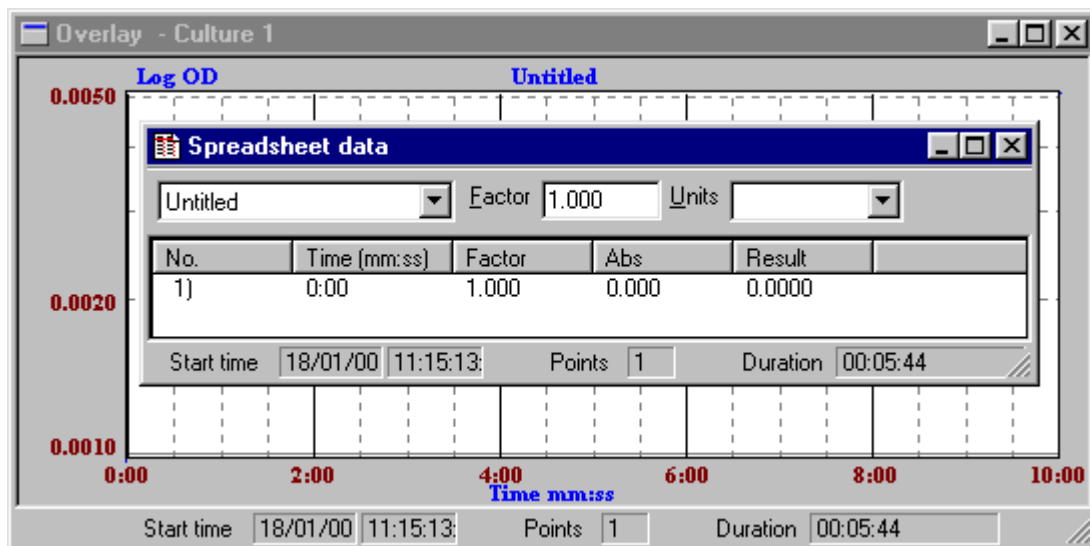 Overlay - Culture 1
Log OD Untitled
0.0050
Spreadsheet data
Untitled Factor 1.000 Units
No. Time (mm:ss) Factor Abs Result
1) 0:00 1.000 0.000 0.0000
0.0020
Start time 18/01/00 11:15:13: Points 1 Duration 00:05:44
0.0010
0:00 2:00 4:00 6:00 8:00 10:00
Time mm:ss
Start time 18/01/00 11:15:13: Points 1 Duration 00:05:44